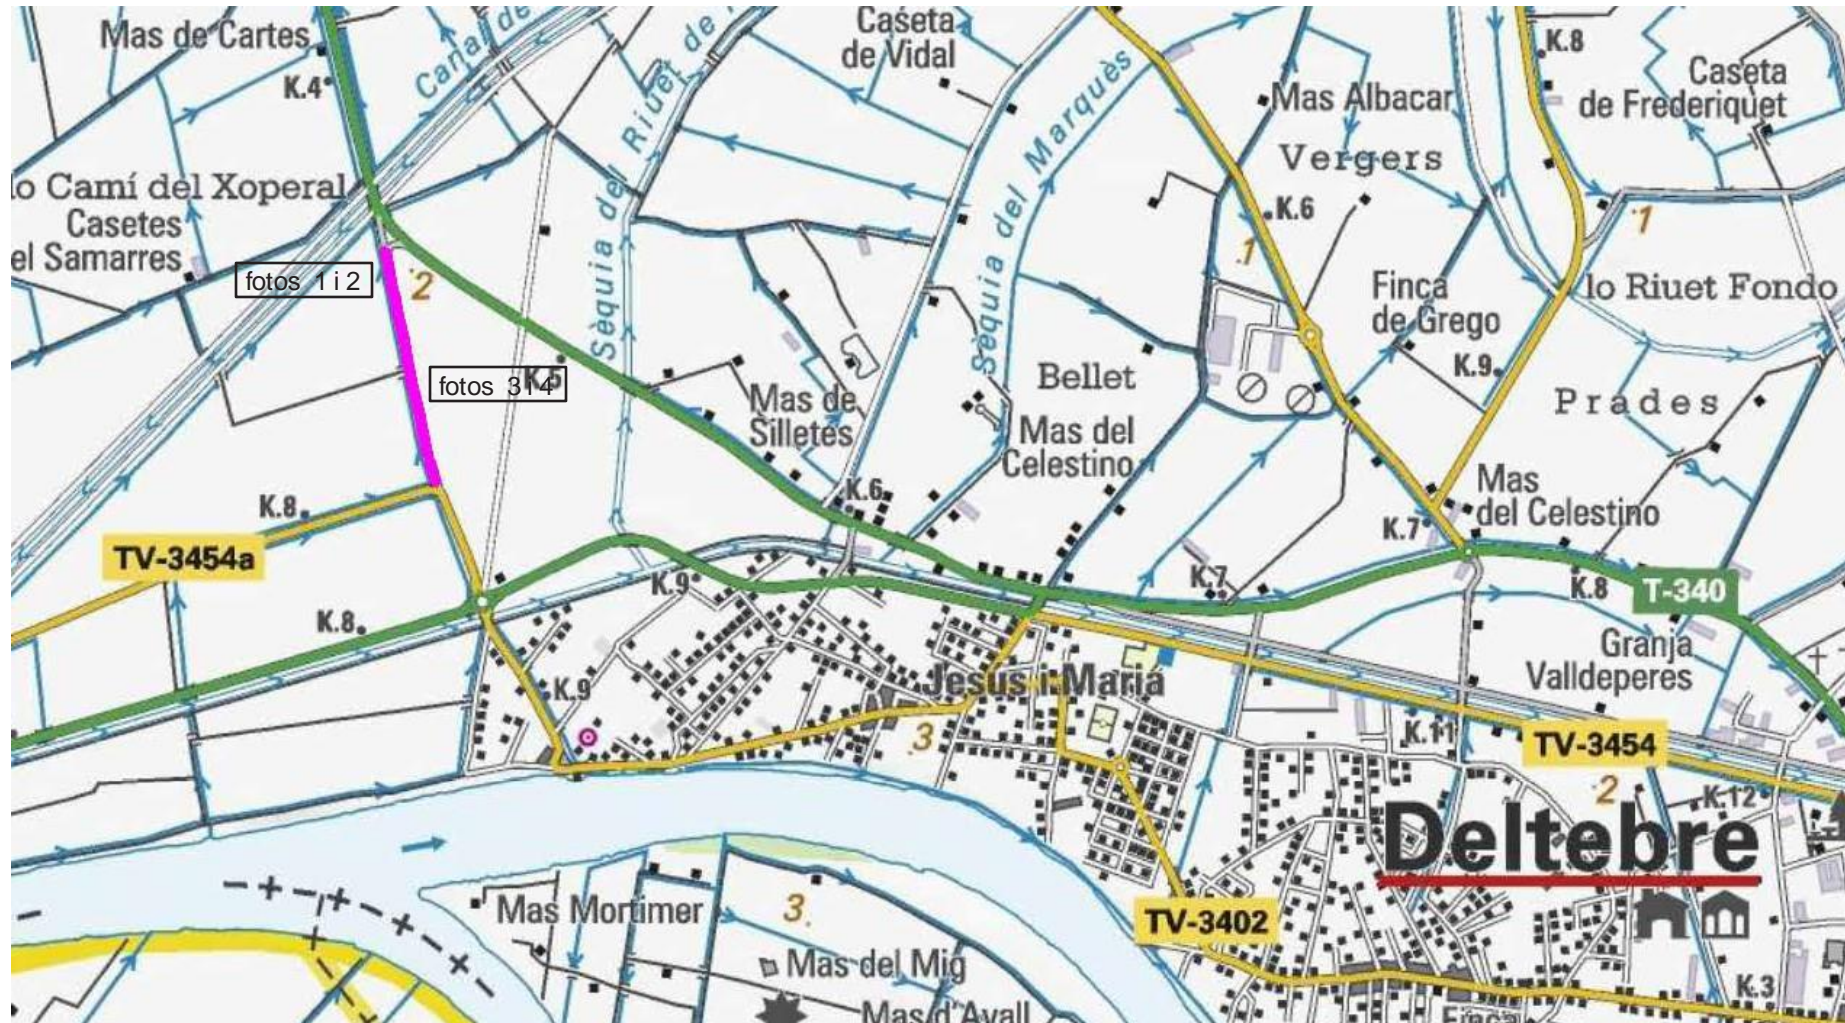 Mas de Cartes
K.4
Canal de
Sèquia del Riuet de
Caseta
de Vidal
K.8
Caseta
de Frederiquet
Mas Albacar
Vergers
Sèquia del Marquès
lo Camí del Xoperal
Casetes
el Samarres
K.6
1
1
fotos 1 i 2
2
Finca
de Grego
lo Riuet Fondo
fotos 3 i 4
K.5
Bellet
K.9
Prades
Mas de
Silletes
Mas del
Celestino
K.6
K.8
Mas
del Celestino
K.7
TV-3454a
K.9
K.7
K.8
T-340
K.8
Granja
Valldeperes
K.9
Jesús i Maria
3
K.11
TV-3454
2
K.12
Deltebre
Mas Mortimer
3
TV-3402
Mas del Mig
K.3
Mas d'Avall
Finca